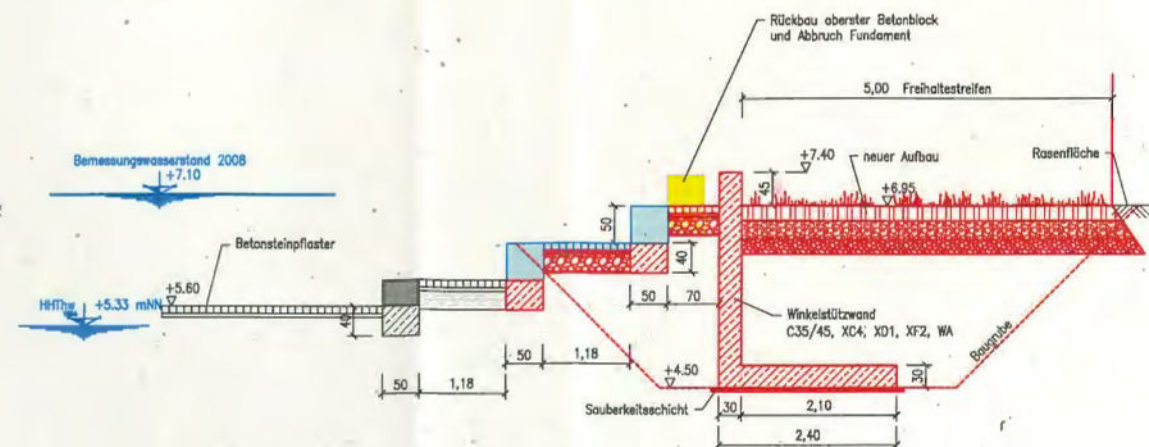 Rückbau oberster Betonblock
und Abbruch Fundament
5,00 Freihaltestreifen
Bemessungswasserstand 2008
+7.10
+7.40
neuer Aufbau
Rasenfläche
45
+6.95
50
Betonsteinpflaster
40
+5.60
HHThw
+5.33 mNN
40
50
70
Winkelstützwand
C35/45, XC4, XD1, XF2, WA
Baugrube
50
1,18
+4.50
30
50
1,18
Sauberkeitsschicht
30
2,10
2,40